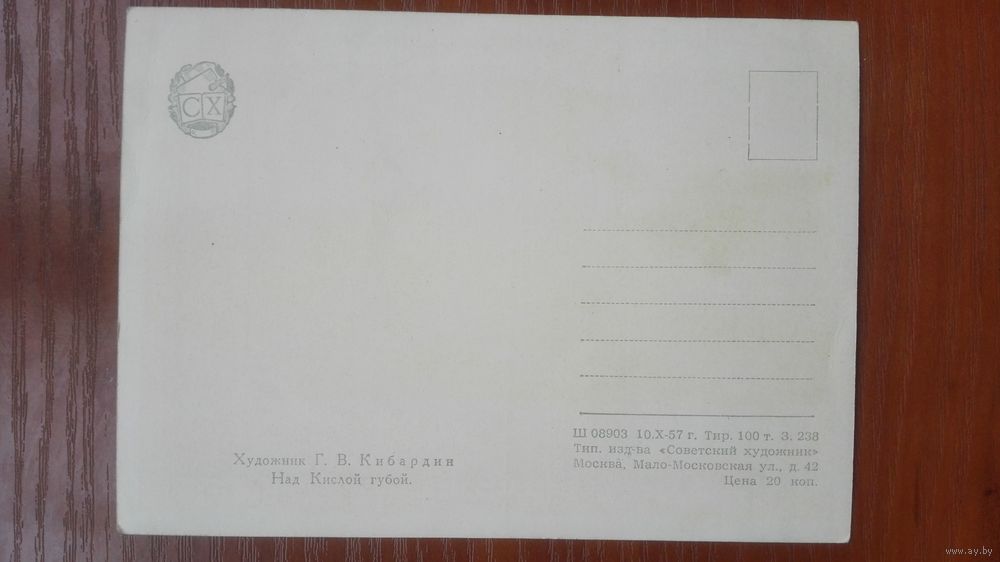 СХ
Художник Г. В. Кибардин
Над Кислой губой.
Ш 08903 10.X-57 г. Тир. 100 т. З. 238
Тип. изд-ва «Советский художник»
Москва, Мало-Московская ул., д. 42
Цена 20 коп.
www.ay.by